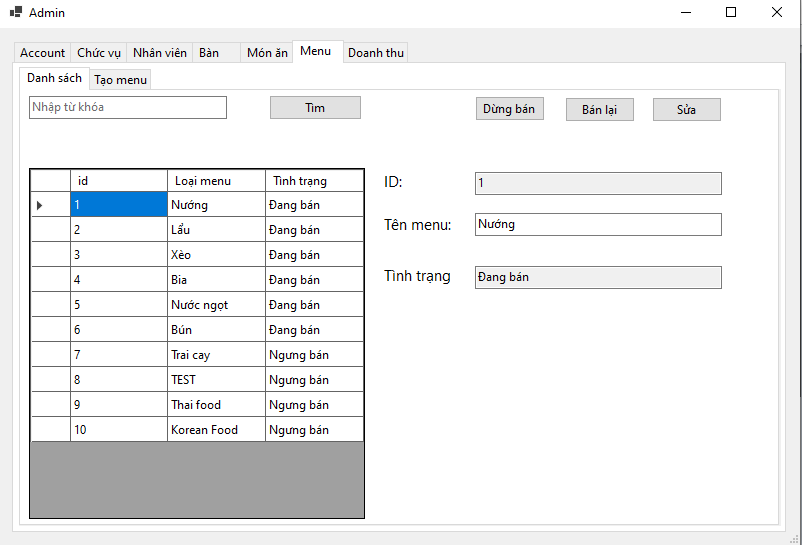 Admin
Account Chức vụ Nhân viên Bàn Món ăn Menu Doanh thu
Danh sách Tạo menu
Nhập từ khóa Tìm Dừng bán Bán lại Sửa
id Loại menu Tình trạng
1 Nướng Đang bán
2 Lẩu Đang bán
3 Xèo Đang bán
4 Bia Đang bán
5 Nước ngọt Đang bán
6 Bún Đang bán
7 Trai cay Ngưng bán
8 TEST Ngưng bán
9 Thai food Ngưng bán
10 Korean Food Ngưng bán
ID: 1
Tên menu: Nướng
Tình trạng Đang bán